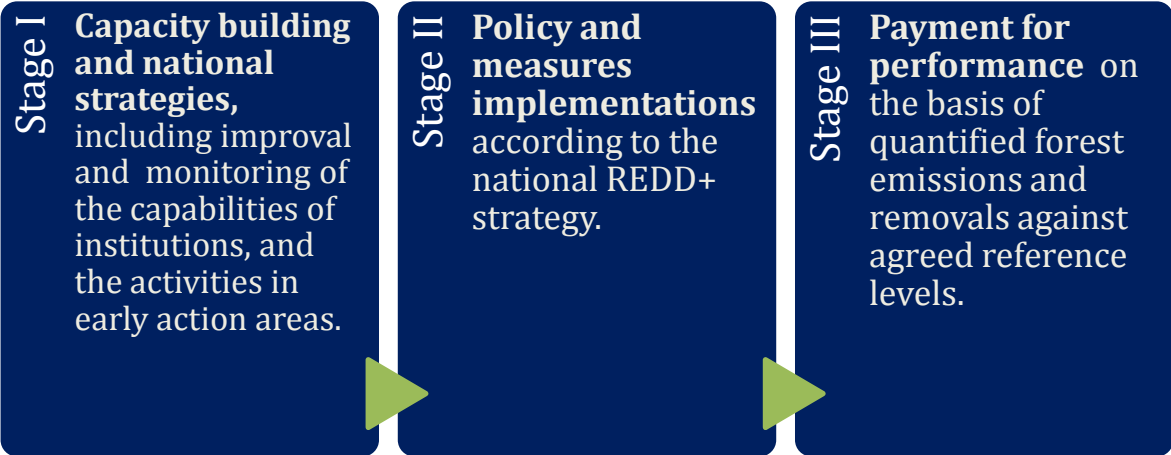 Stage I
Capacity building
and national
strategies,
including improval
and monitoring of
the capabilities of
institutions, and
the activities in
early action areas.
Stage II
Policy and
measures
implementations
according to the
national REDD+
strategy.
Stage III
Payment for
performance on
the basis of
quantified forest
emissions and
removals against
agreed reference
levels.